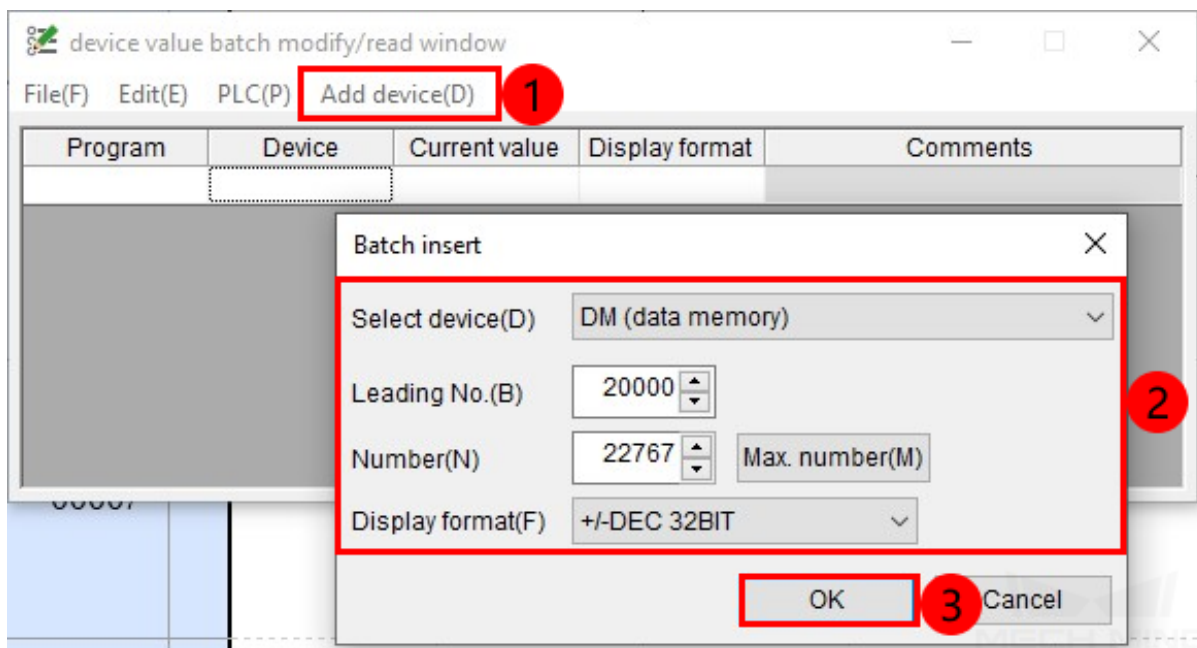 device value batch modify/read window
File(F) Edit(E) PLC(P) Add device(D) 1
Program Device Current value Display format Comments
Batch insert
Select device(D) DM (data memory)
Leading No.(B) 20000
2
Number(N) 22767 Max. number(M)
Display format(F) +/-DEC 32BIT
OK 3 Cancel
MECH MIND